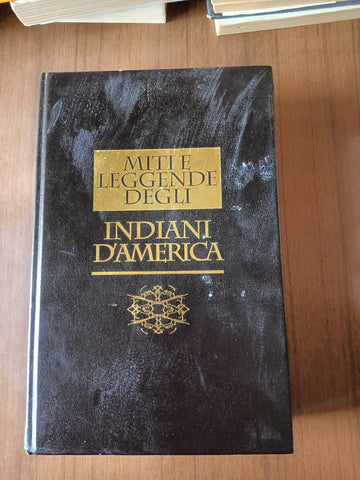 MITI E
LEGGENDE
DEGLI
INDIANI
D'AMERICA